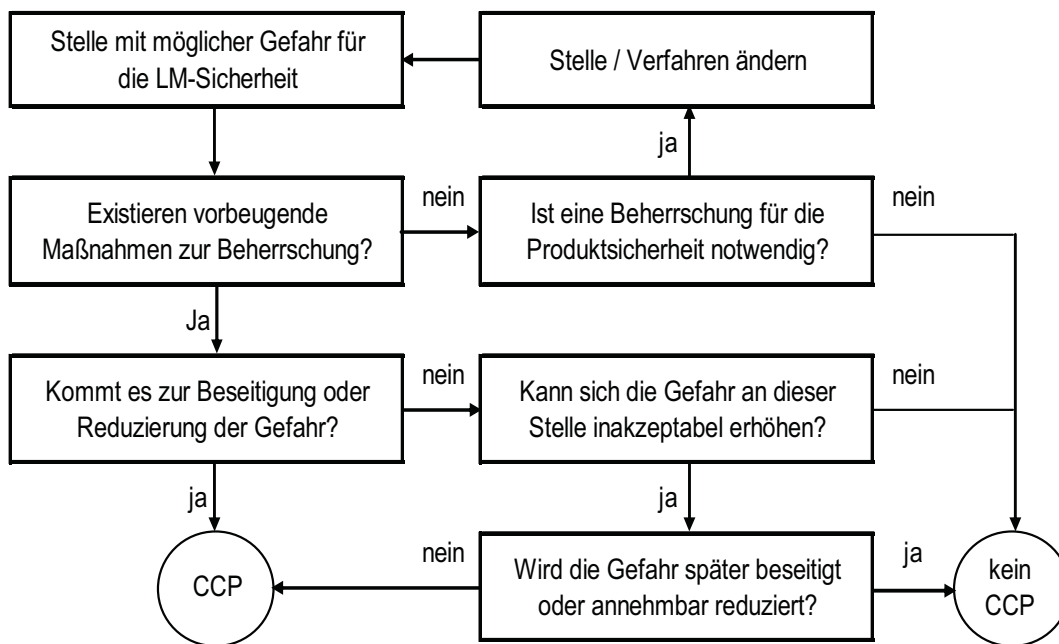 Stelle mit möglicher Gefahr für
die LM-Sicherheit
Stelle / Verfahren ändern
ja
Existieren vorbeugende
Maßnahmen zur Beherrschung?
nein
Ist eine Beherrschung für die
Produktsicherheit notwendig?
nein
Ja
Kommt es zur Beseitigung oder
Reduzierung der Gefahr?
nein
Kann sich die Gefahr an dieser
Stelle inakzeptabel erhöhen?
nein
ja
ja
CCP
nein
Wird die Gefahr später beseitigt
oder annehmbar reduziert?
ja
kein
CCP